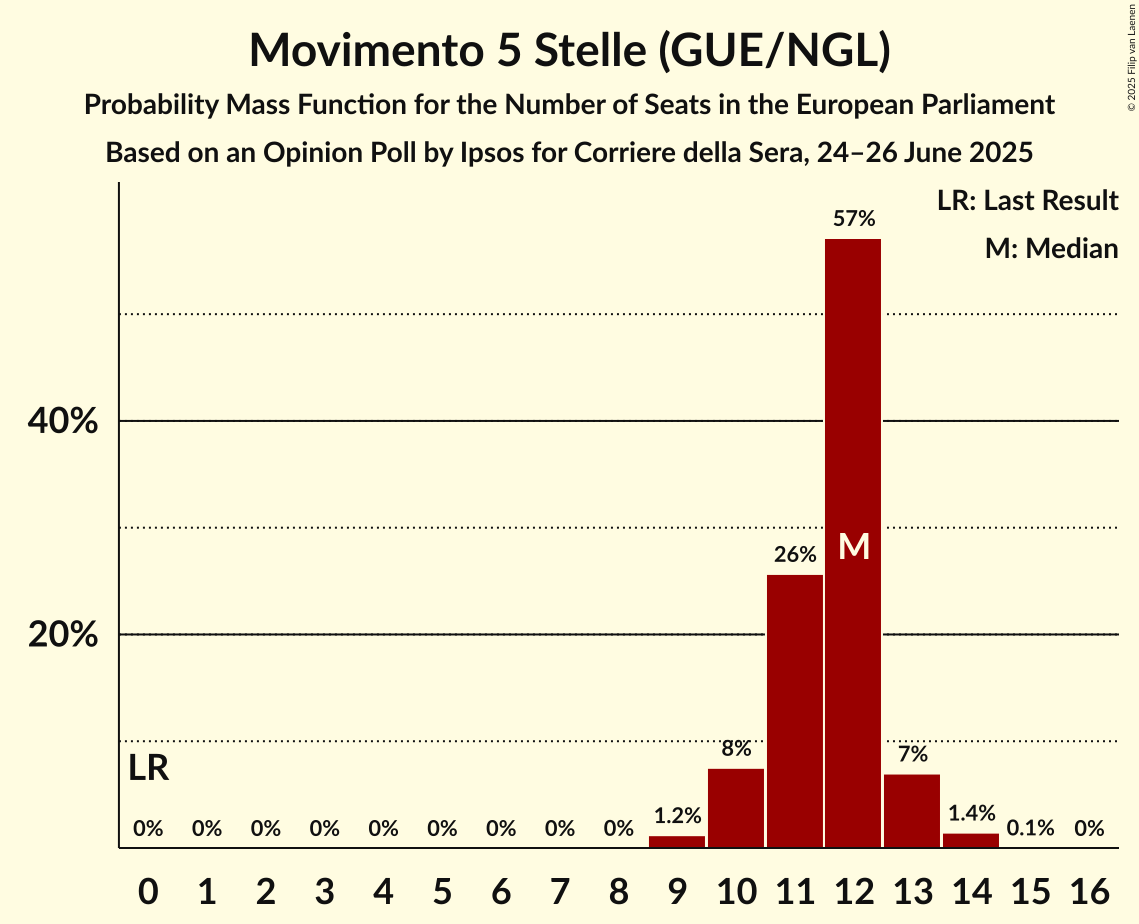 Movimento 5 Stelle (GUE/NGL)
Probability Mass Function for the Number of Seats in the European Parliament
Based on an Opinion Poll by Ipsos for Corriere della Sera, 24–26 June 2025
© 2025 Filip van Laenen
LR: Last Result
M: Median
57%
40%
M
26%
20%
8%
7%
LR
0% 0% 0% 0% 0% 0% 0% 0% 0% 1.2% 1.4% 0.1% 0%
0 1 2 3 4 5 6 7 8 9 10 11 12 13 14 15 16